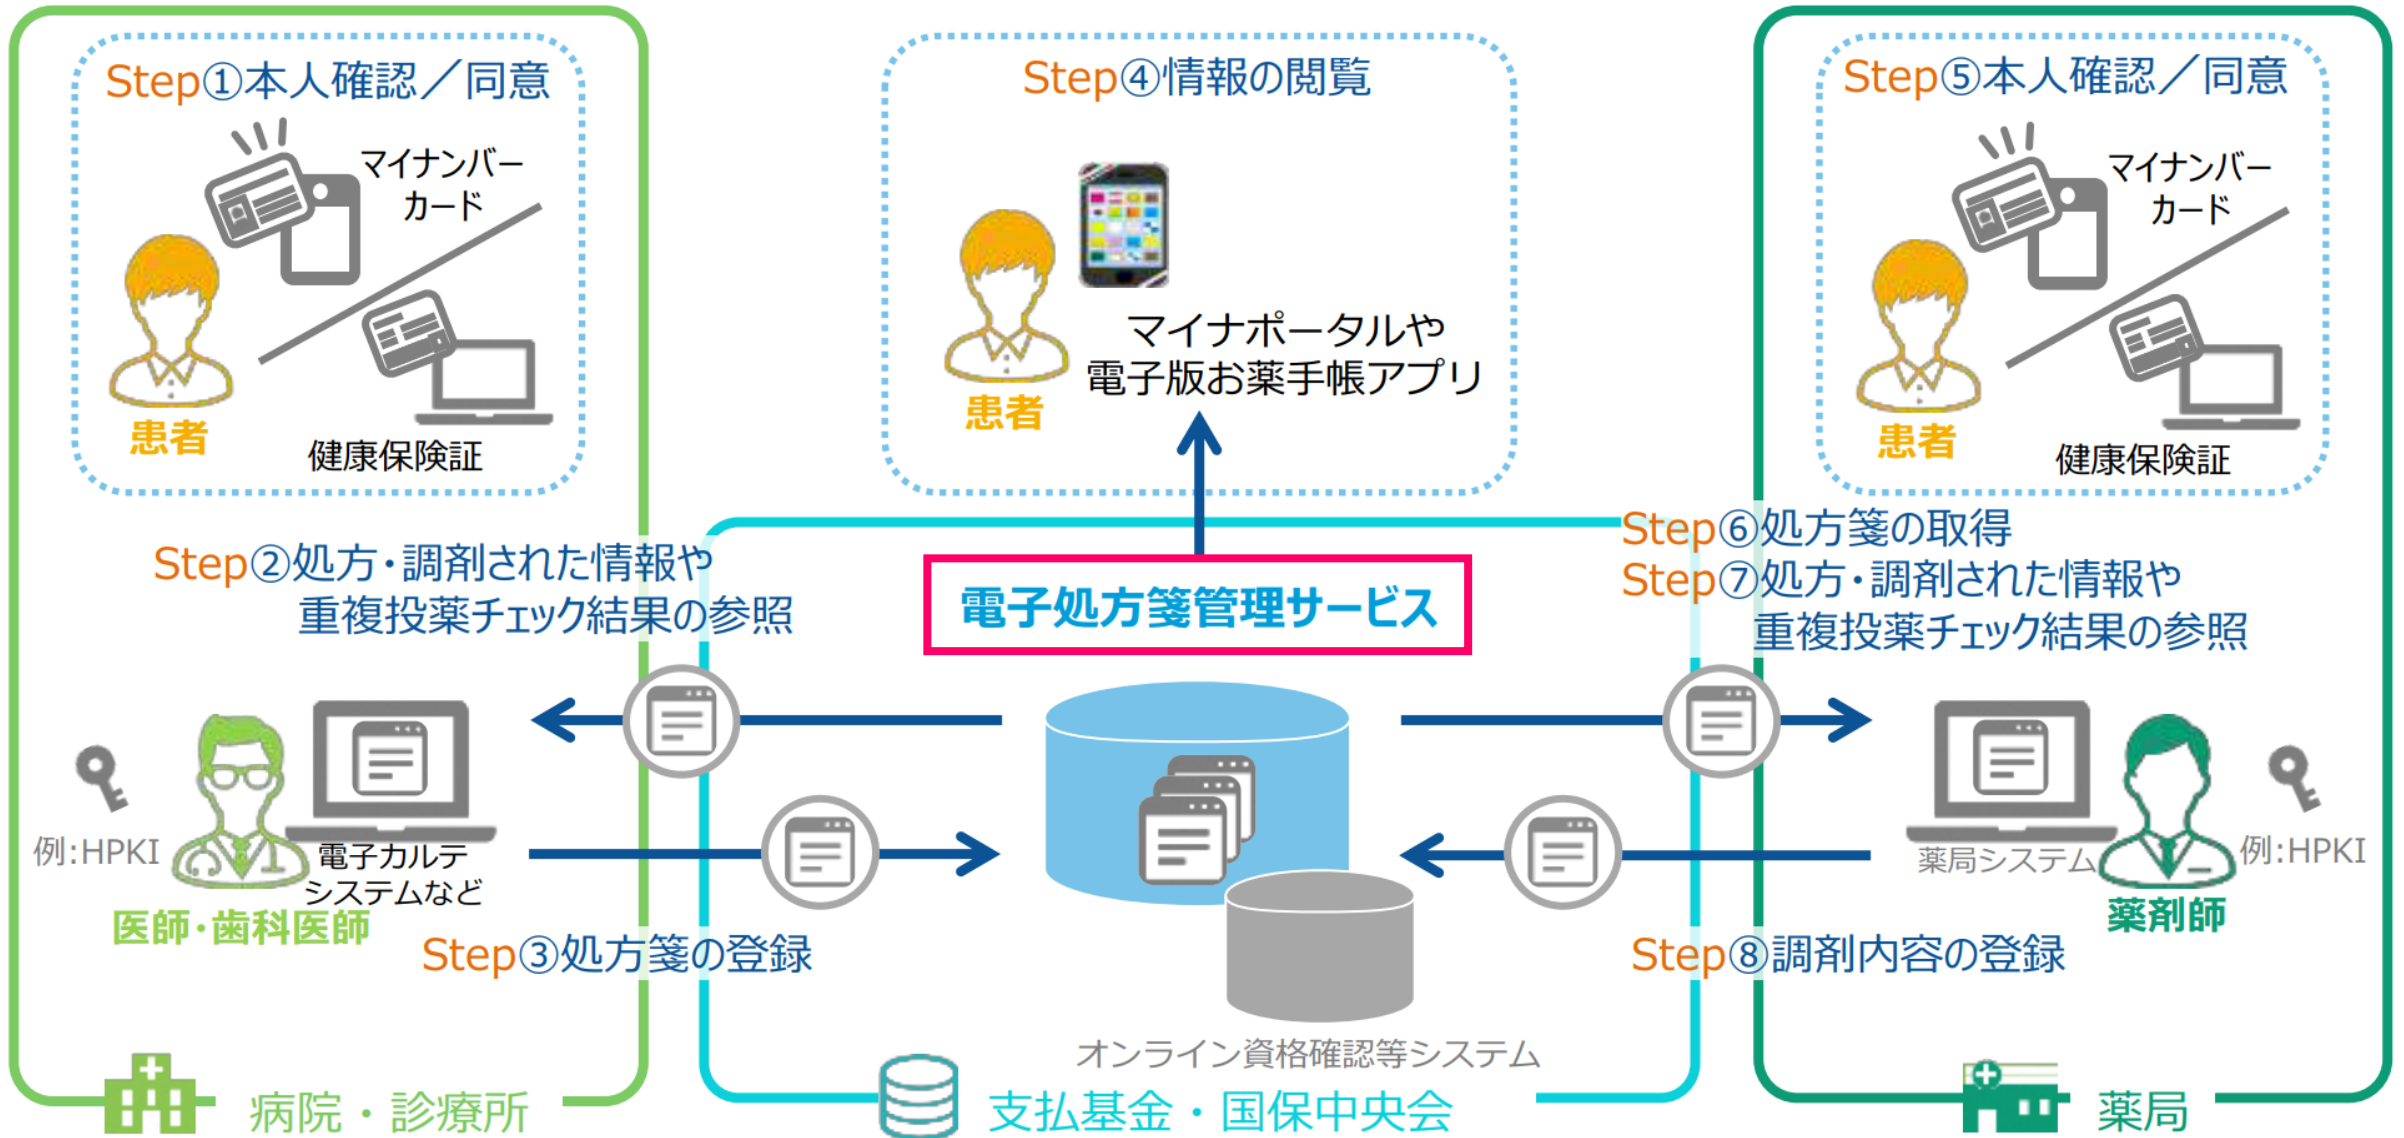 Step①本人確認／同意
マイナンバー
カード
患者
健康保険証
Step②処方・調剤された情報や
重複投薬チェック結果の参照
例:HPKI
電子カルテ
システムなど
医師・歯科医師
Step③処方箋の登録
病院・診療所
Step④情報の閲覧
マイナポータルや
電子版お薬手帳アプリ
患者
電子処方箋管理サービス
オンライン資格確認等システム
支払基金・国保中央会
Step⑤本人確認／同意
マイナンバー
カード
患者
健康保険証
Step⑥処方箋の取得
Step⑦処方・調剤された情報や
重複投薬チェック結果の参照
薬局システム
例:HPKI
薬剤師
Step⑧調剤内容の登録
薬局